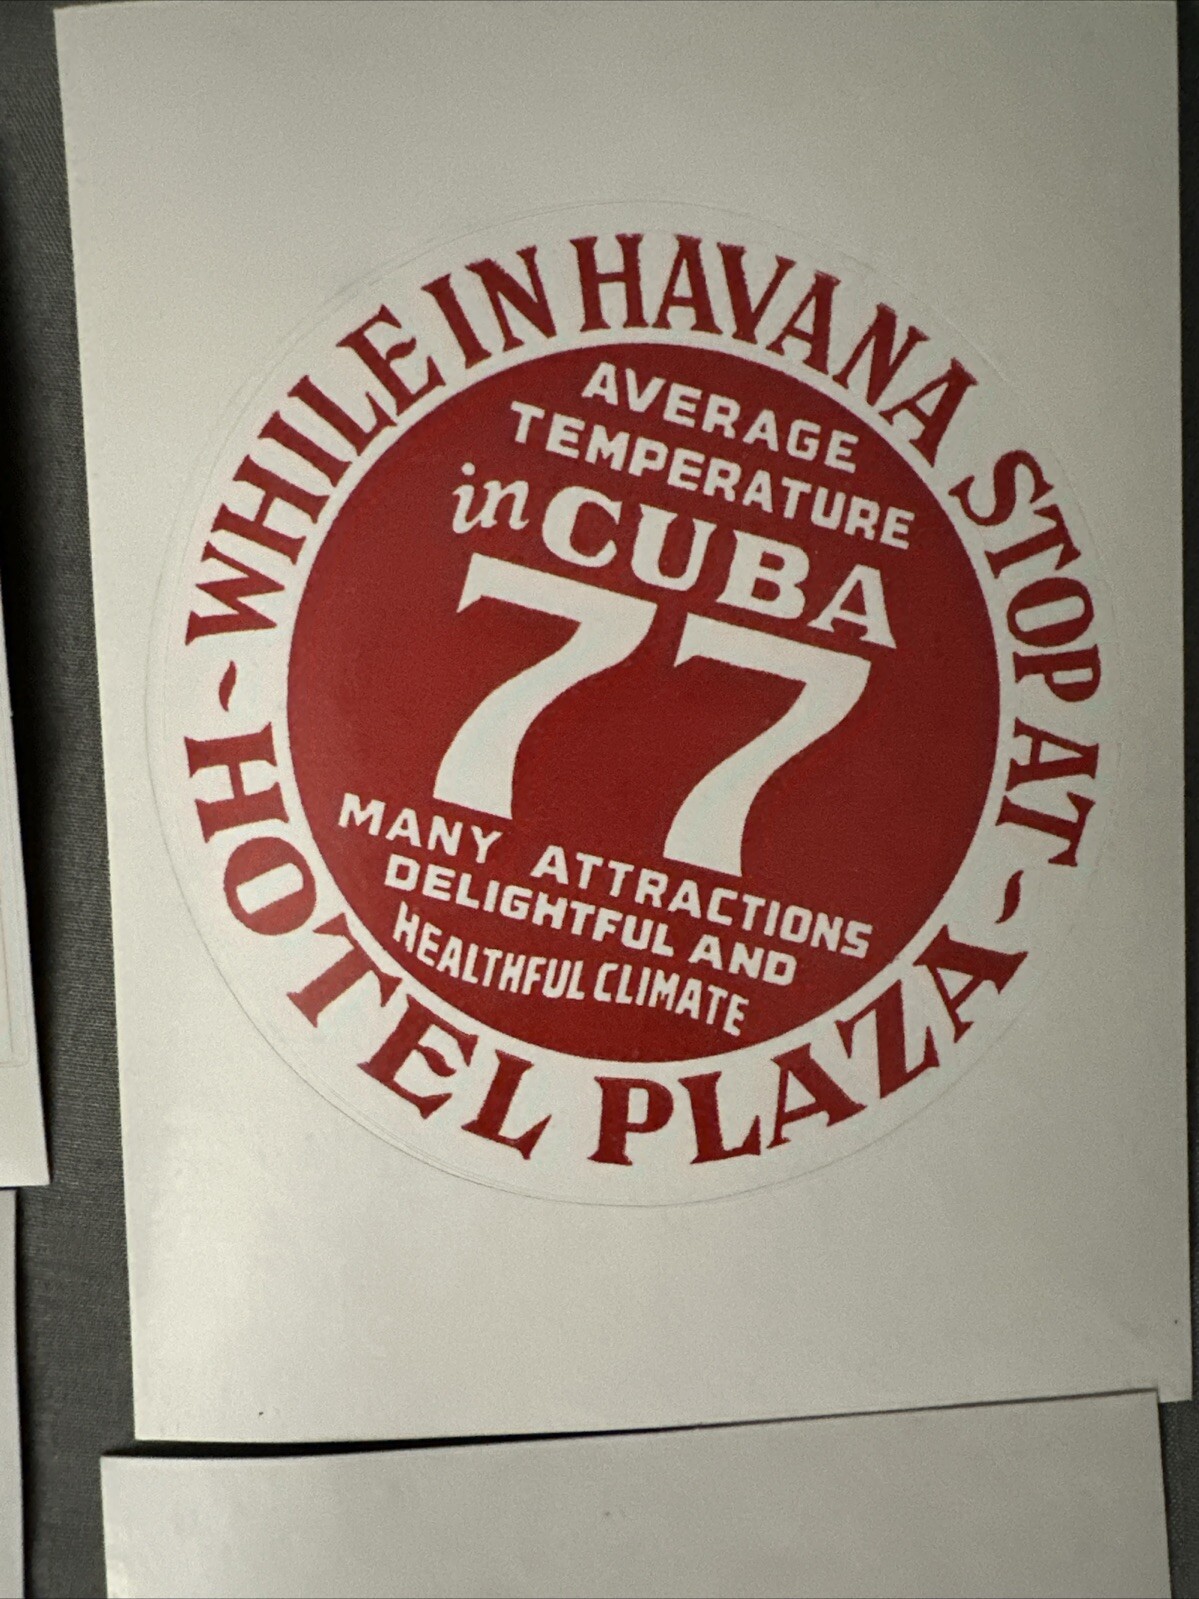 WHILE IN HAVANA STOP AT
AVERAGE
TEMPERATURE
in CUBA
77
MANY ATTRACTIONS
DELIGHTFUL AND
HEALTHFUL CLIMATE
HOTEL PLAZA